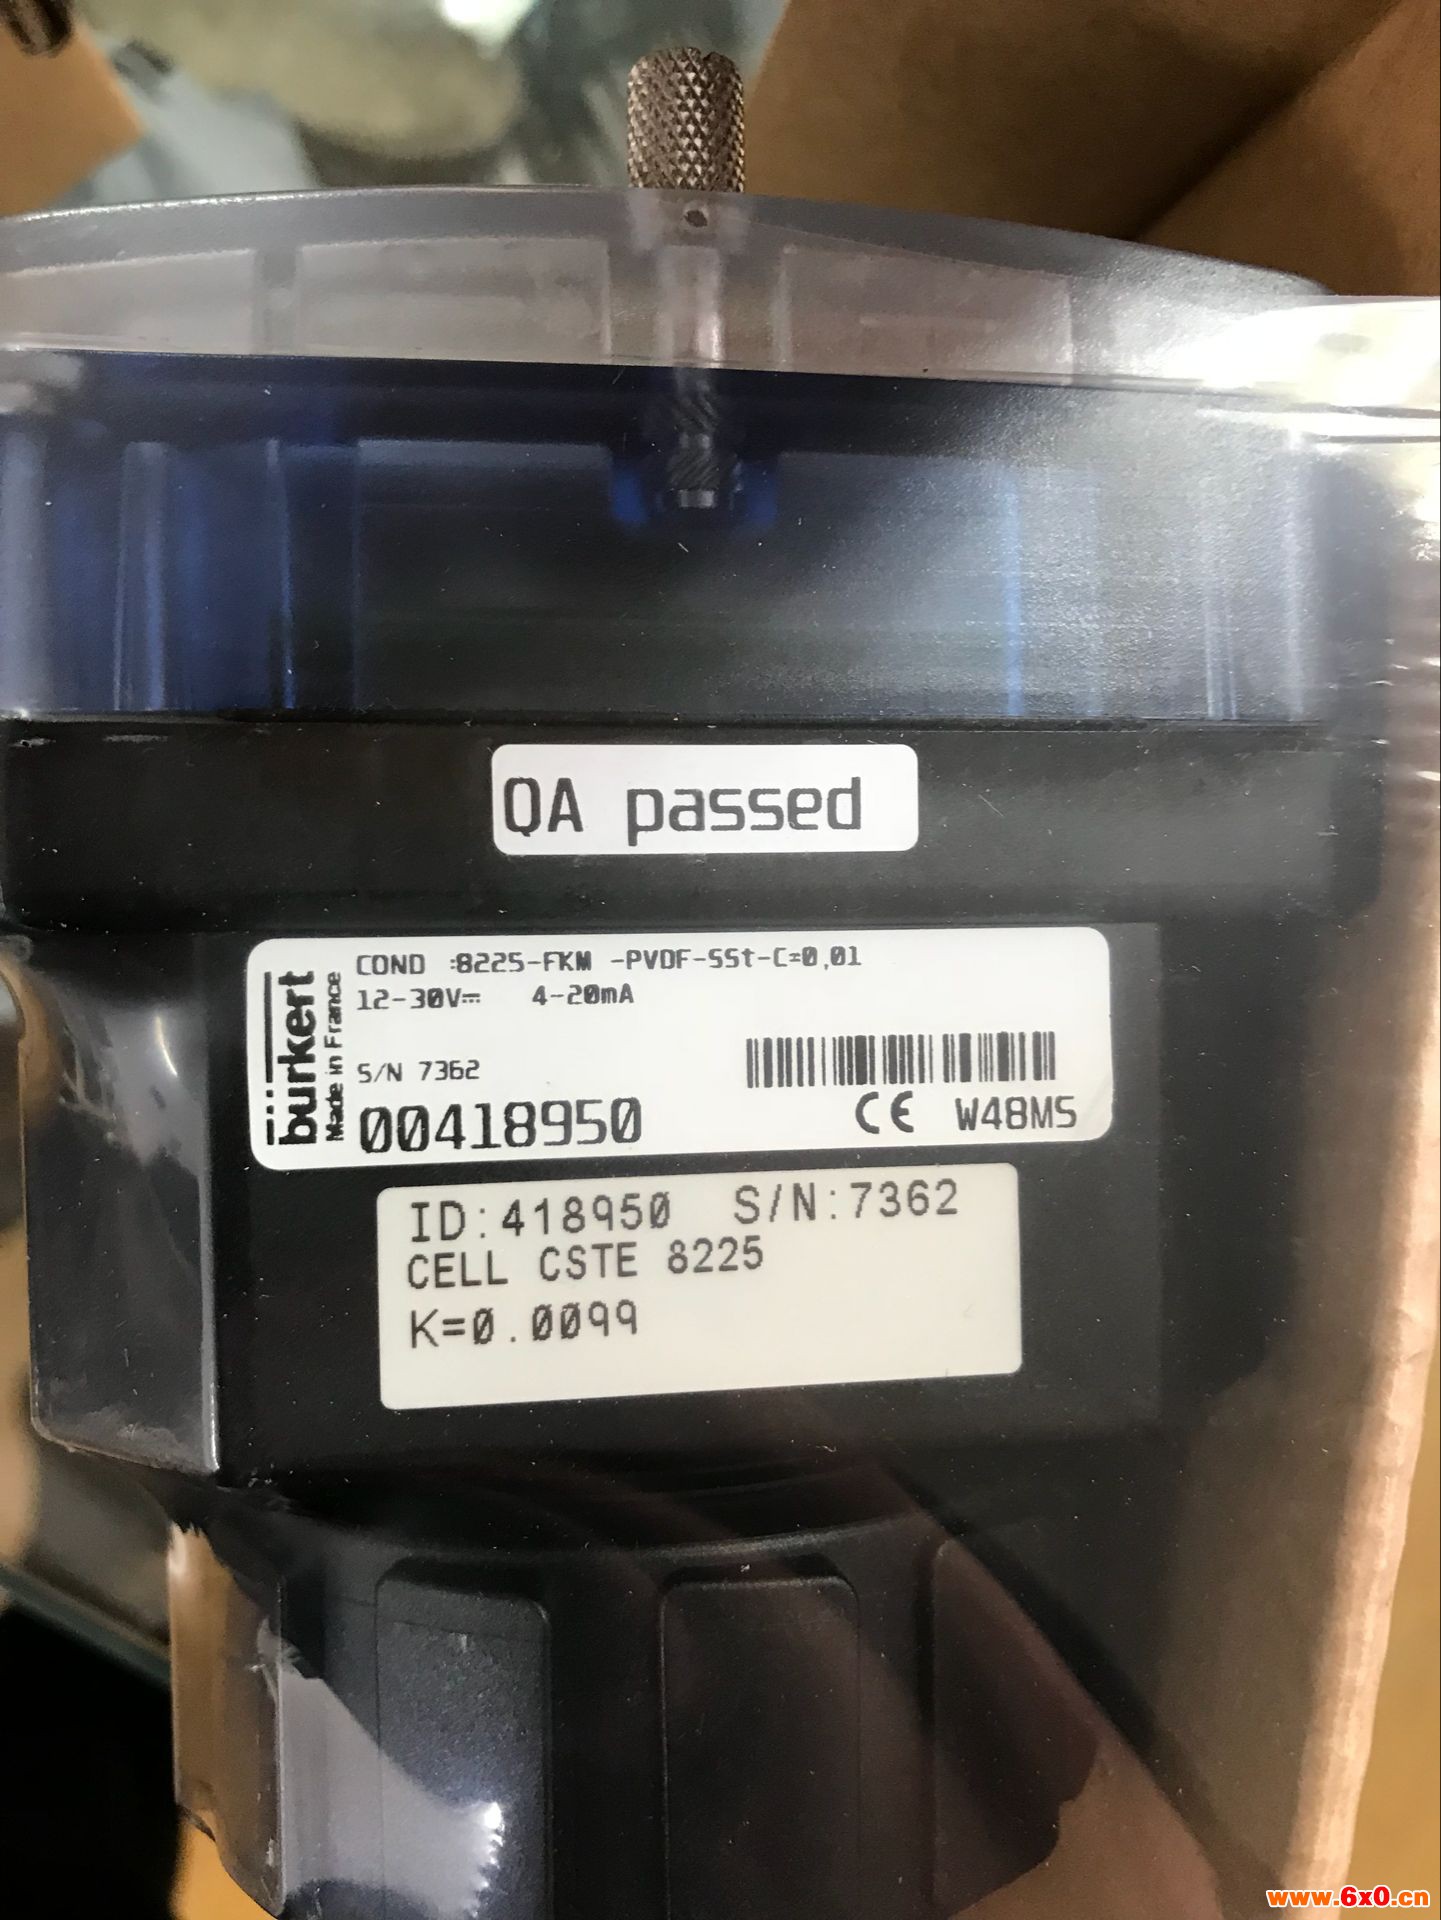 QA passed
bürkert
Made in France
COND :8225-FKM -PVDF-SSt-C=0,01
12-30V⎓ 4-20mA
S/N 7362
00418950
CE W48MS
ID:418950 S/N:7362
CELL CSTE 8225
K=0.0099
www.6x0.cn